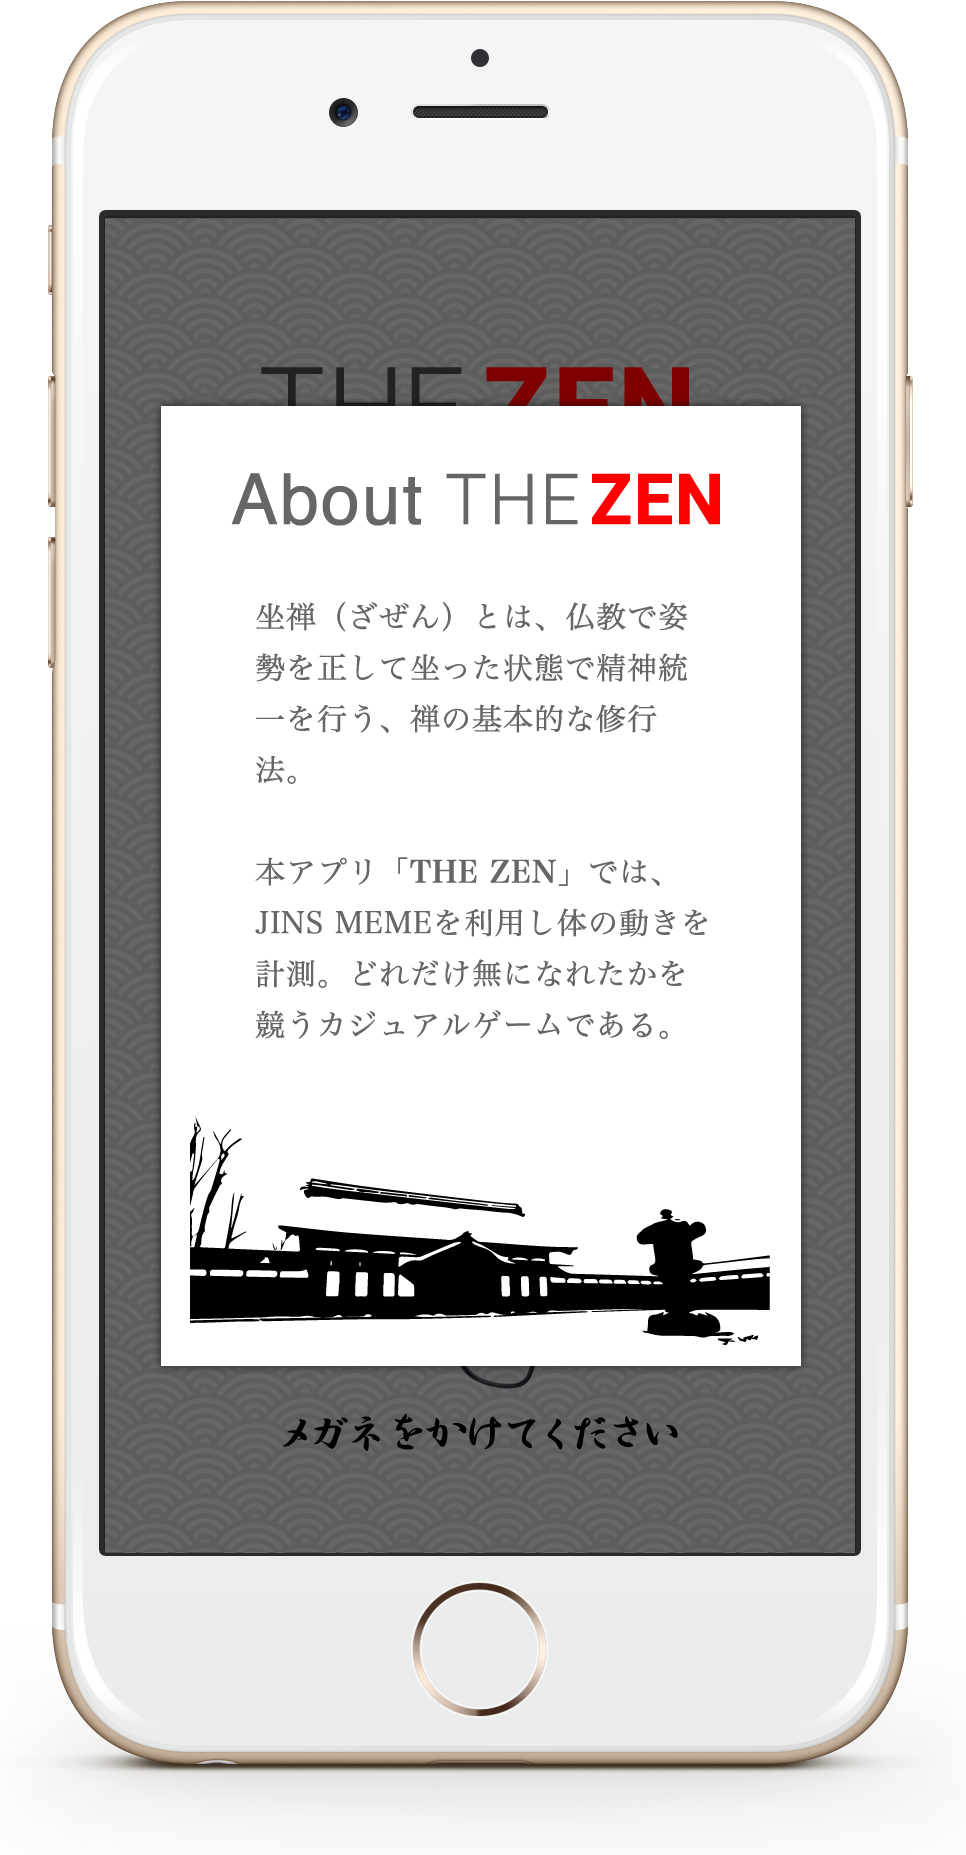 THE ZEN
About THE ZEN
坐禅（ざぜん）とは、仏教で姿
勢を正して坐った状態で精神統
一を行う、禅の基本的な修行
法。
本アプリ「THE ZEN」では、
JINS MEMEを利用し体の動きを
計測。どれだけ無になれたかを
競うカジュアルゲームである。
メガネをかけてください